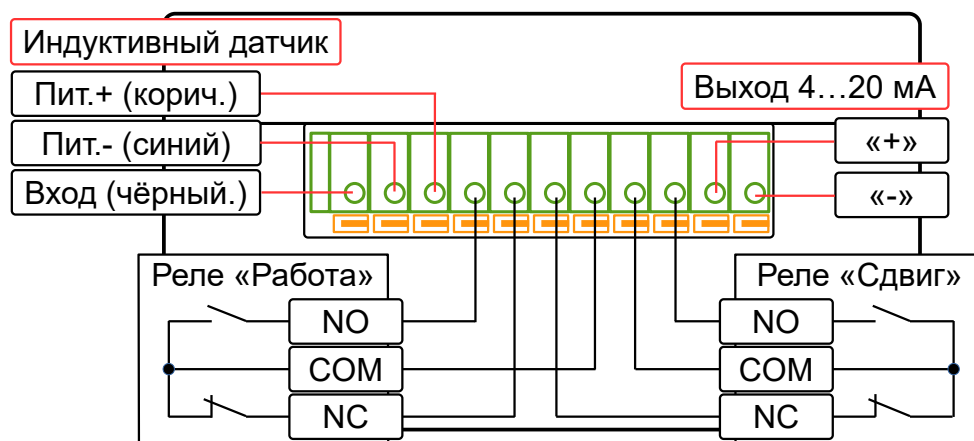 Индуктивный датчик
Пит.+ (корич.)
Пит.- (синий)
Вход (чёрный.)
Выход 4…20 мА
«+»
«-»
Реле «Работа»
NO
COM
NC
Реле «Сдвиг»
NO
COM
NC